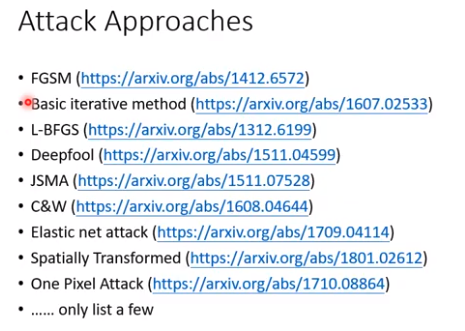 Attack Approaches
• FGSM (https://arxiv.org/abs/1412.6572)
• Basic iterative method (https://arxiv.org/abs/1607.02533)
• L-BFGS (https://arxiv.org/abs/1312.6199)
• Deepfool (https://arxiv.org/abs/1511.04599)
• JSMA (https://arxiv.org/abs/1511.07528)
• C&W (https://arxiv.org/abs/1608.04644)
• Elastic net attack (https://arxiv.org/abs/1709.04114)
• Spatially Transformed (https://arxiv.org/abs/1801.02612)
• One Pixel Attack (https://arxiv.org/abs/1710.08864)
• …… only list a few